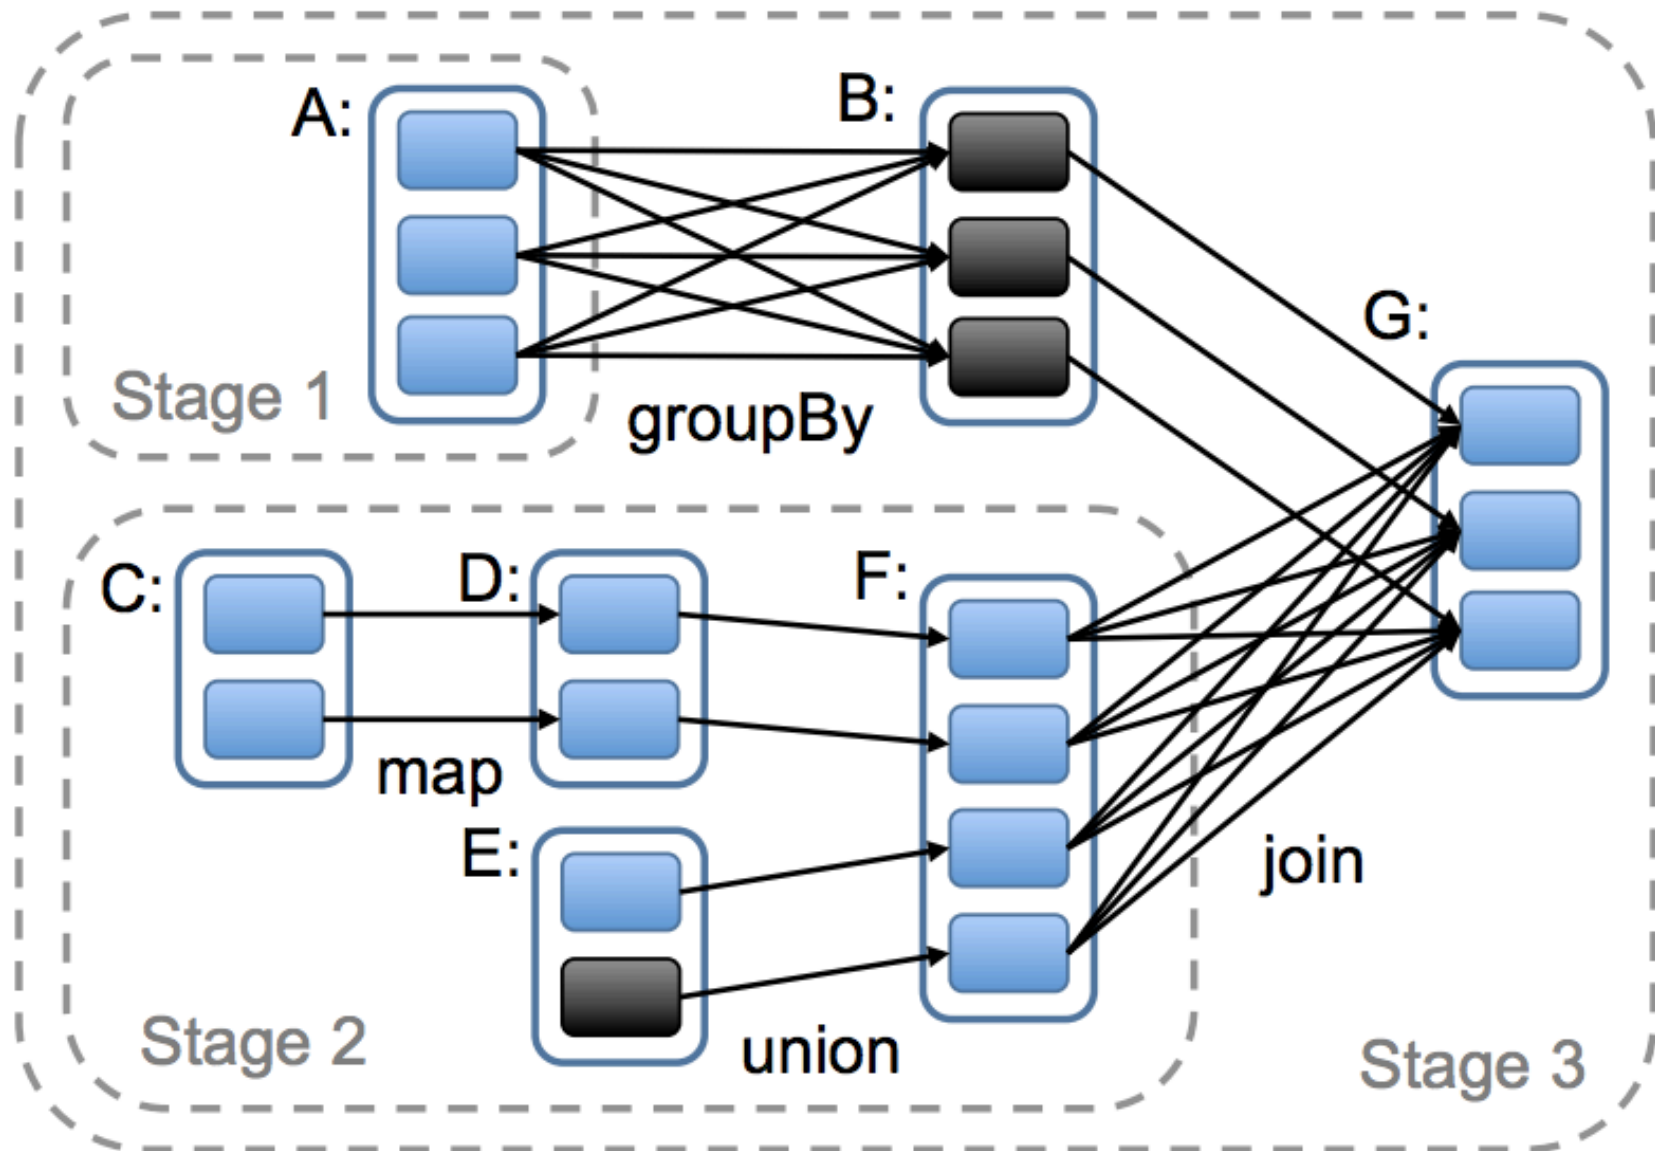 A:
B:
G:
Stage 1
groupBy
C:
D:
F:
map
E:
join
Stage 2
union
Stage 3